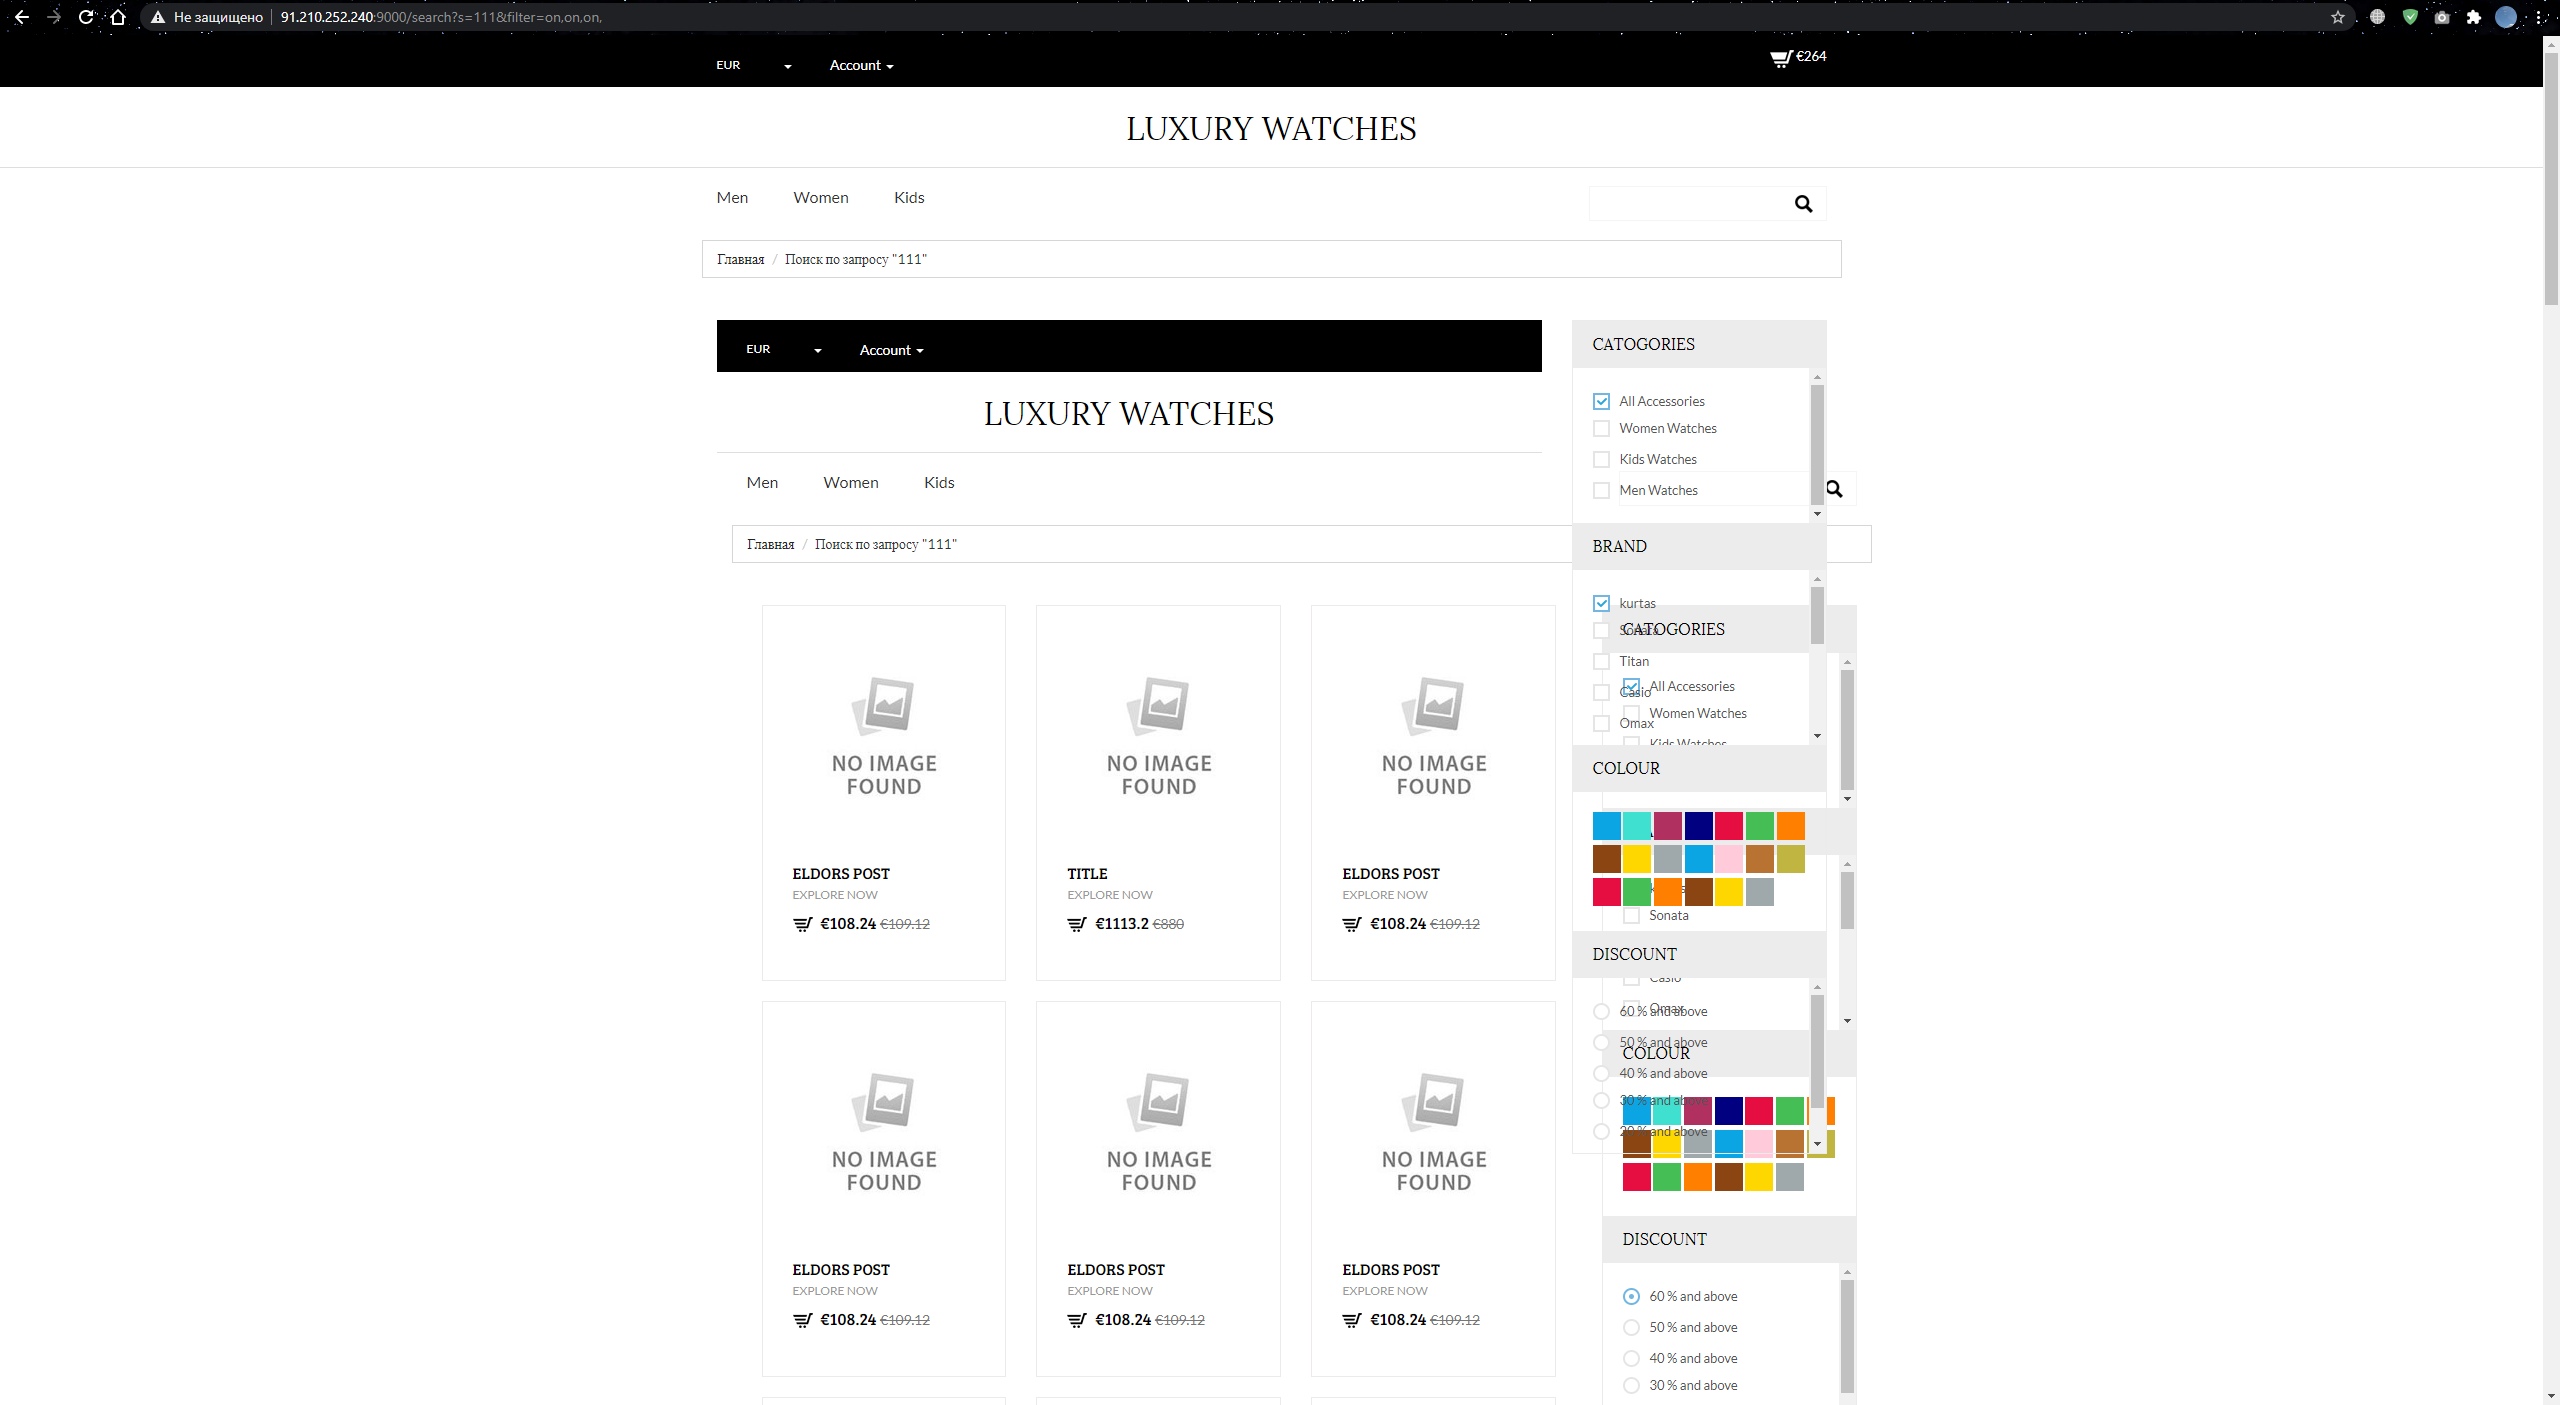 Не защищено 91.210.252.240:9000/search?s=111&filter=on,on,on,
EUR Account €264
LUXURY WATCHES
Men Women Kids
Главная / Поиск по запросу "111"
EUR Account
LUXURY WATCHES
Men Women Kids
Главная / Поиск по запросу "111"
NO IMAGE FOUND
ELDORS POST
EXPLORE NOW
€108.24 €109.12
NO IMAGE FOUND
TITLE
EXPLORE NOW
€1113.2 €880
NO IMAGE FOUND
ELDORS POST
EXPLORE NOW
€108.24 €109.12
NO IMAGE FOUND
ELDORS POST
EXPLORE NOW
€108.24 €109.12
NO IMAGE FOUND
ELDORS POST
EXPLORE NOW
€108.24 €109.12
NO IMAGE FOUND
ELDORS POST
EXPLORE NOW
€108.24 €109.12
CATOGORIES
All Accessories
Women Watches
Kids Watches
Men Watches
BRAND
kurtas
Sonata
Titan
Casio
Omax
COLOUR
DISCOUNT
60 % and above
50 % and above
40 % and above
30 % and above
20 % and above
CATOGORIES
All Accessories
Women Watches
Kids Watches
Sonata
Casio
Omax
COLOUR
DISCOUNT
60 % and above
50 % and above
40 % and above
30 % and above